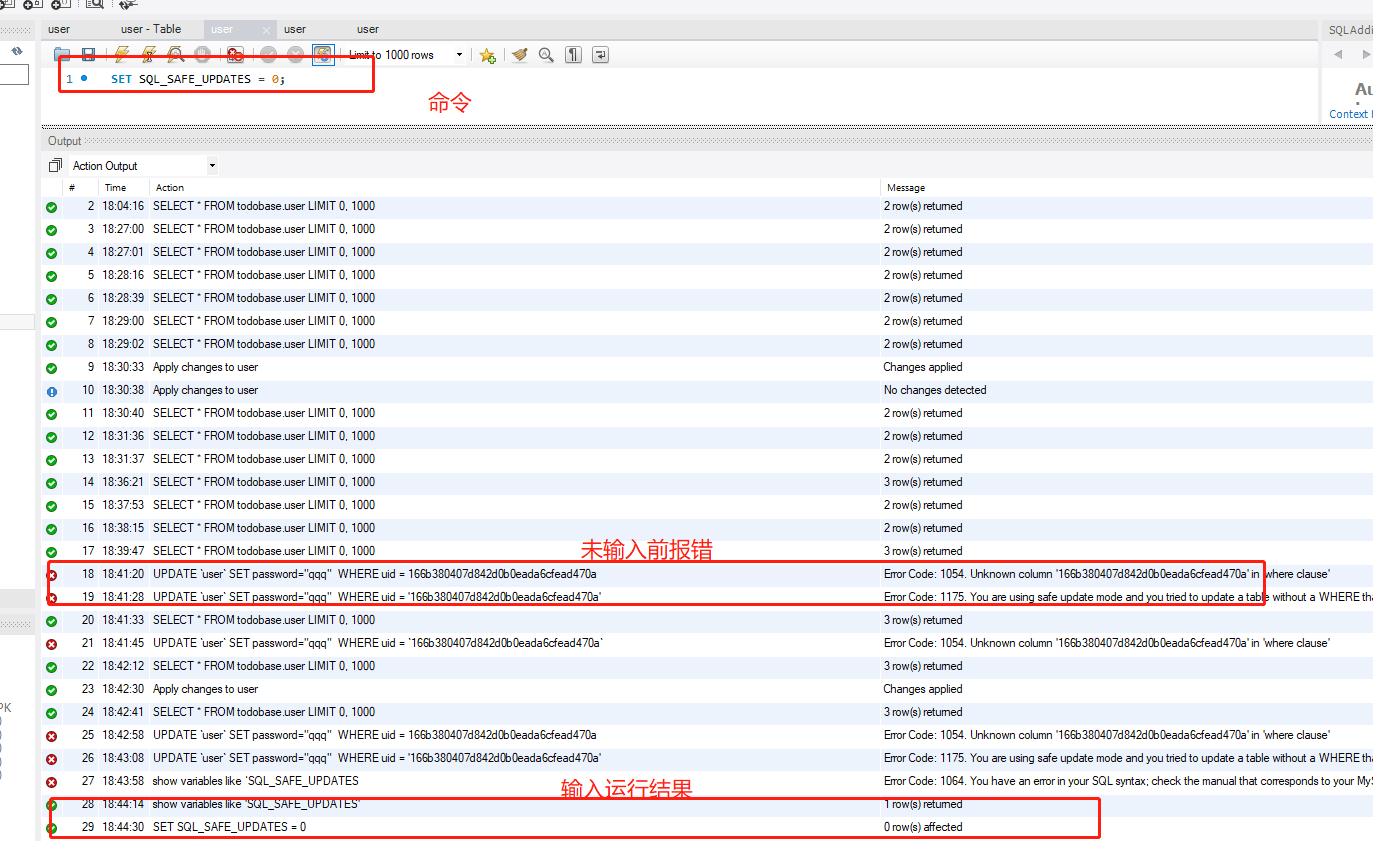 user user - Table user user user
SQLAddi
Limit to 1000 rows
1 SET SQL_SAFE_UPDATES = 0;
命令
Au
Context
Output
Action Output
# Time Action Message
2 18:04:16 SELECT * FROM todobase.user LIMIT 0, 1000 2 row(s) returned
3 18:27:00 SELECT * FROM todobase.user LIMIT 0, 1000 2 row(s) returned
4 18:27:01 SELECT * FROM todobase.user LIMIT 0, 1000 2 row(s) returned
5 18:28:16 SELECT * FROM todobase.user LIMIT 0, 1000 2 row(s) returned
6 18:28:39 SELECT * FROM todobase.user LIMIT 0, 1000 2 row(s) returned
7 18:29:00 SELECT * FROM todobase.user LIMIT 0, 1000 2 row(s) returned
8 18:29:02 SELECT * FROM todobase.user LIMIT 0, 1000 2 row(s) returned
9 18:30:33 Apply changes to user Changes applied
10 18:30:38 Apply changes to user No changes detected
11 18:30:40 SELECT * FROM todobase.user LIMIT 0, 1000 2 row(s) returned
12 18:31:36 SELECT * FROM todobase.user LIMIT 0, 1000 2 row(s) returned
13 18:31:37 SELECT * FROM todobase.user LIMIT 0, 1000 2 row(s) returned
14 18:36:21 SELECT * FROM todobase.user LIMIT 0, 1000 3 row(s) returned
15 18:37:53 SELECT * FROM todobase.user LIMIT 0, 1000 2 row(s) returned
16 18:38:15 SELECT * FROM todobase.user LIMIT 0, 1000 2 row(s) returned
17 18:39:47 SELECT * FROM todobase.user LIMIT 0, 1000 3 row(s) returned
未输入前报错
18 18:41:20 UPDATE `user` SET password="qqq" WHERE uid = 166b380407d842d0b0eada6cfead470a Error Code: 1054. Unknown column '166b380407d842d0b0eada6cfead470a' in 'where clause'
19 18:41:28 UPDATE `user` SET password="qqq" WHERE uid = '166b380407d842d0b0eada6cfead470a' Error Code: 1175. You are using safe update mode and you tried to update a table without a WHERE tha
20 18:41:33 SELECT * FROM todobase.user LIMIT 0, 1000 3 row(s) returned
21 18:41:45 UPDATE `user` SET password="qqq" WHERE uid = `166b380407d842d0b0eada6cfead470a` Error Code: 1054. Unknown column '166b380407d842d0b0eada6cfead470a' in 'where clause'
22 18:42:12 SELECT * FROM todobase.user LIMIT 0, 1000 3 row(s) returned
23 18:42:30 Apply changes to user Changes applied
24 18:42:41 SELECT * FROM todobase.user LIMIT 0, 1000 3 row(s) returned
PK
25 18:42:58 UPDATE `user` SET password="qqq" WHERE uid = 166b380407d842d0b0eada6cfead470a Error Code: 1054. Unknown column '166b380407d842d0b0eada6cfead470a' in 'where clause'
26 18:43:08 UPDATE `user` SET password="qqq" WHERE uid = '166b380407d842d0b0eada6cfead470a' Error Code: 1175. You are using safe update mode and you tried to update a table without a WHERE tha
27 18:43:58 show variables like `SQL_SAFE_UPDATES Error Code: 1064. You have an error in your SQL syntax; check the manual that corresponds to your MyS
输入运行结果
28 18:44:14 show variables like 'SQL_SAFE_UPDATES' 1 row(s) returned
29 18:44:30 SET SQL_SAFE_UPDATES = 0 0 row(s) affected